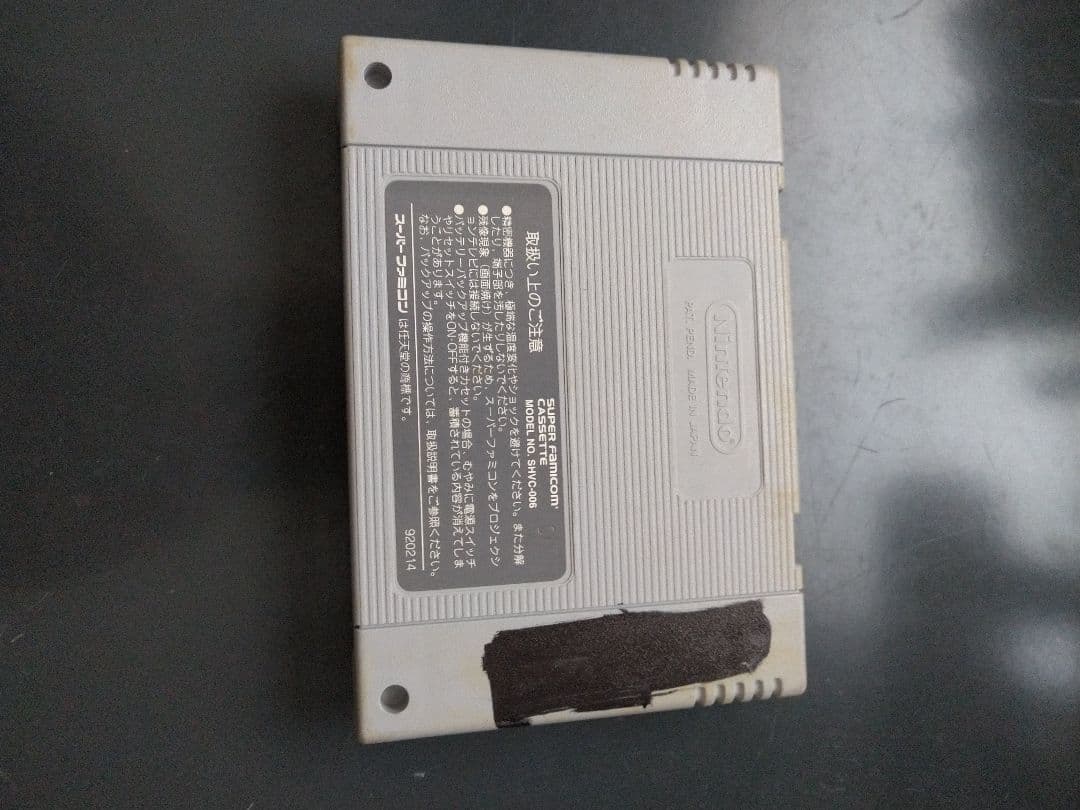 Nintendo®
PAT. PEND. MADE IN JAPAN
取扱い上のご注意
SUPER Famicom
CASSETTE
MODEL NO. SHVC-006
●精密機器につき、極端な温度変化やショックを避けてください。また分解
したり、端子部を汚したりしないでください。
●残像現象(画面焼け)が生ずるため、スーパーファミコンをプロジェクシ
ョンテレビには接続しないでください。
●バッテリーバックアップ機能付きカセットの場合、むやみに電源スイッチ
やリセットスイッチをON・OFFすると、蓄積されている内容が消えてしま
うことがあります。
なお、バックアップの操作方法については、取扱説明書をご参照ください。
スーパーファミコン は任天堂の商標です。
920214